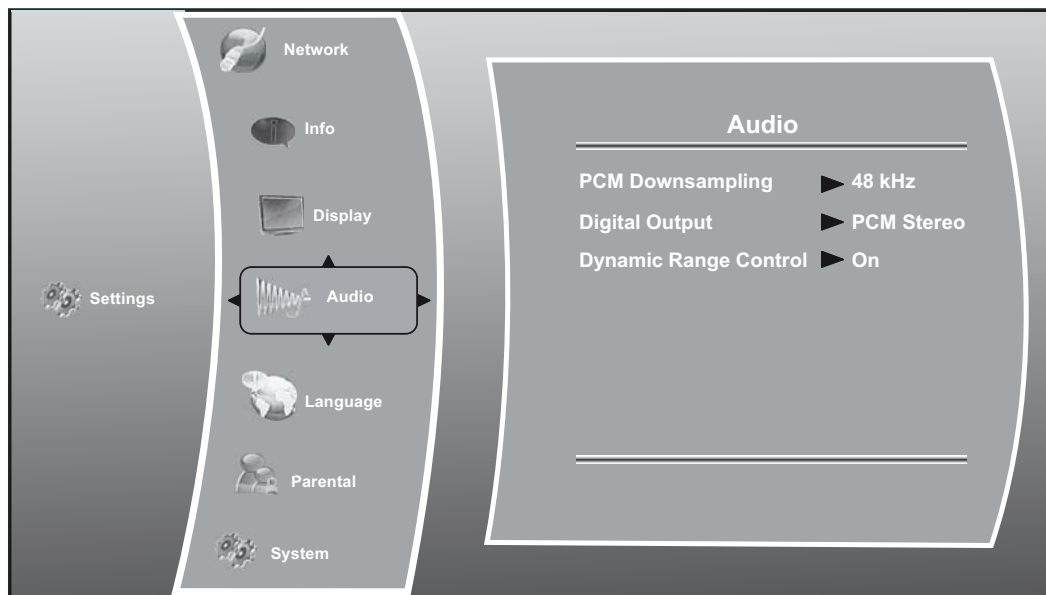 Settings
Network
Info
Display
Audio
Language
Parental
System
Audio
PCM Downsampling 48 kHz
Digital Output PCM Stereo
Dynamic Range Control On